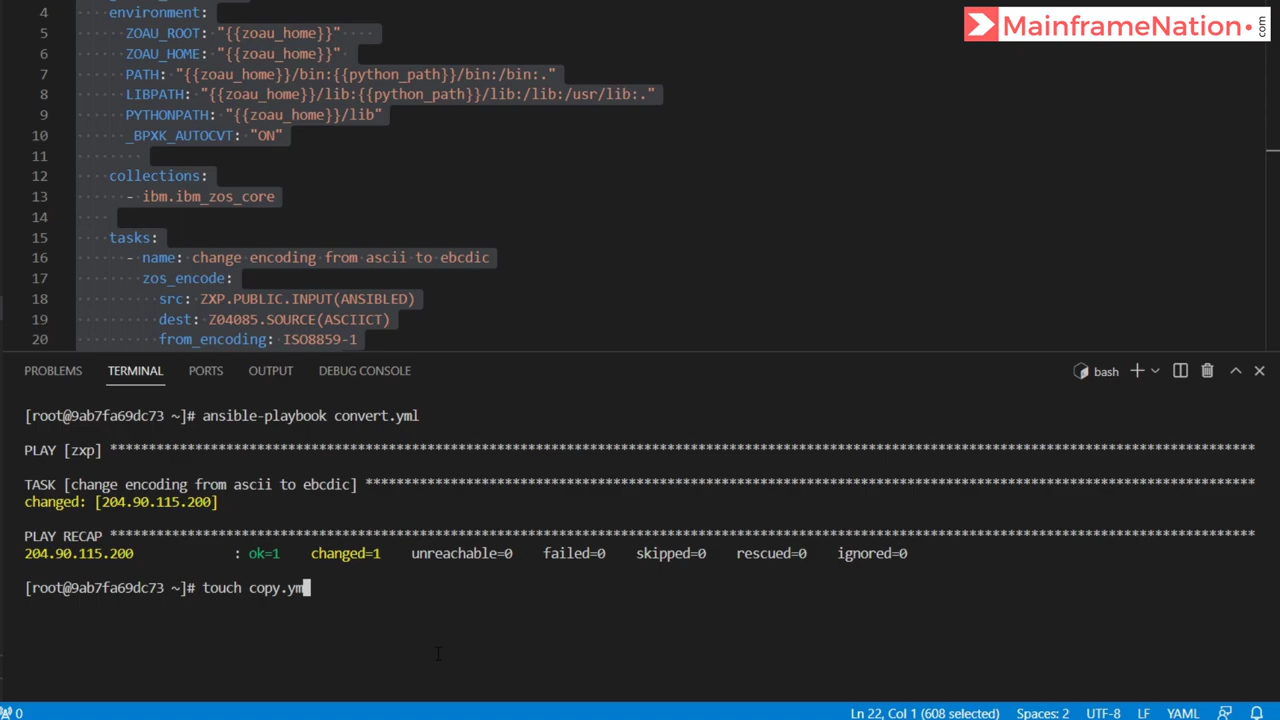 MainframeNation.com
4 environment:
5 ZOAU_ROOT: "{{zoau_home}}"
6 ZOAU_HOME: "{{zoau_home}}"
7 PATH: "{{zoau_home}}/bin:{{python_path}}/bin:/bin:."
8 LIBPATH: "{{zoau_home}}/lib:{{python_path}}/lib:/lib:/usr/lib:."
9 PYTHONPATH: "{{zoau_home}}/lib"
10 _BPXK_AUTOCVT: "ON"
11
12 collections:
13 - ibm.ibm_zos_core
14
15 tasks:
16 - name: change encoding from ascii to ebcdic
17 zos_encode:
18 src: ZXP.PUBLIC.INPUT(ANSIBLED)
19 dest: Z04085.SOURCE(ASCIICT)
20 from_encoding: ISO8859-1
PROBLEMS TERMINAL PORTS OUTPUT DEBUG CONSOLE bash
[root@9ab7fa69dc73 ~]# ansible-playbook convert.yml
PLAY [zxp] ****************************************************************************************************************************************
TASK [change encoding from ascii to ebcdic] ***********************************************************************************************************
changed: [204.90.115.200]
PLAY RECAP ****************************************************************************************************************************************
204.90.115.200 : ok=1 changed=1 unreachable=0 failed=0 skipped=0 rescued=0 ignored=0
[root@9ab7fa69dc73 ~]# touch copy.ym
0 Ln 22, Col 1 (608 selected) Spaces: 2 UTF-8 LF YAML